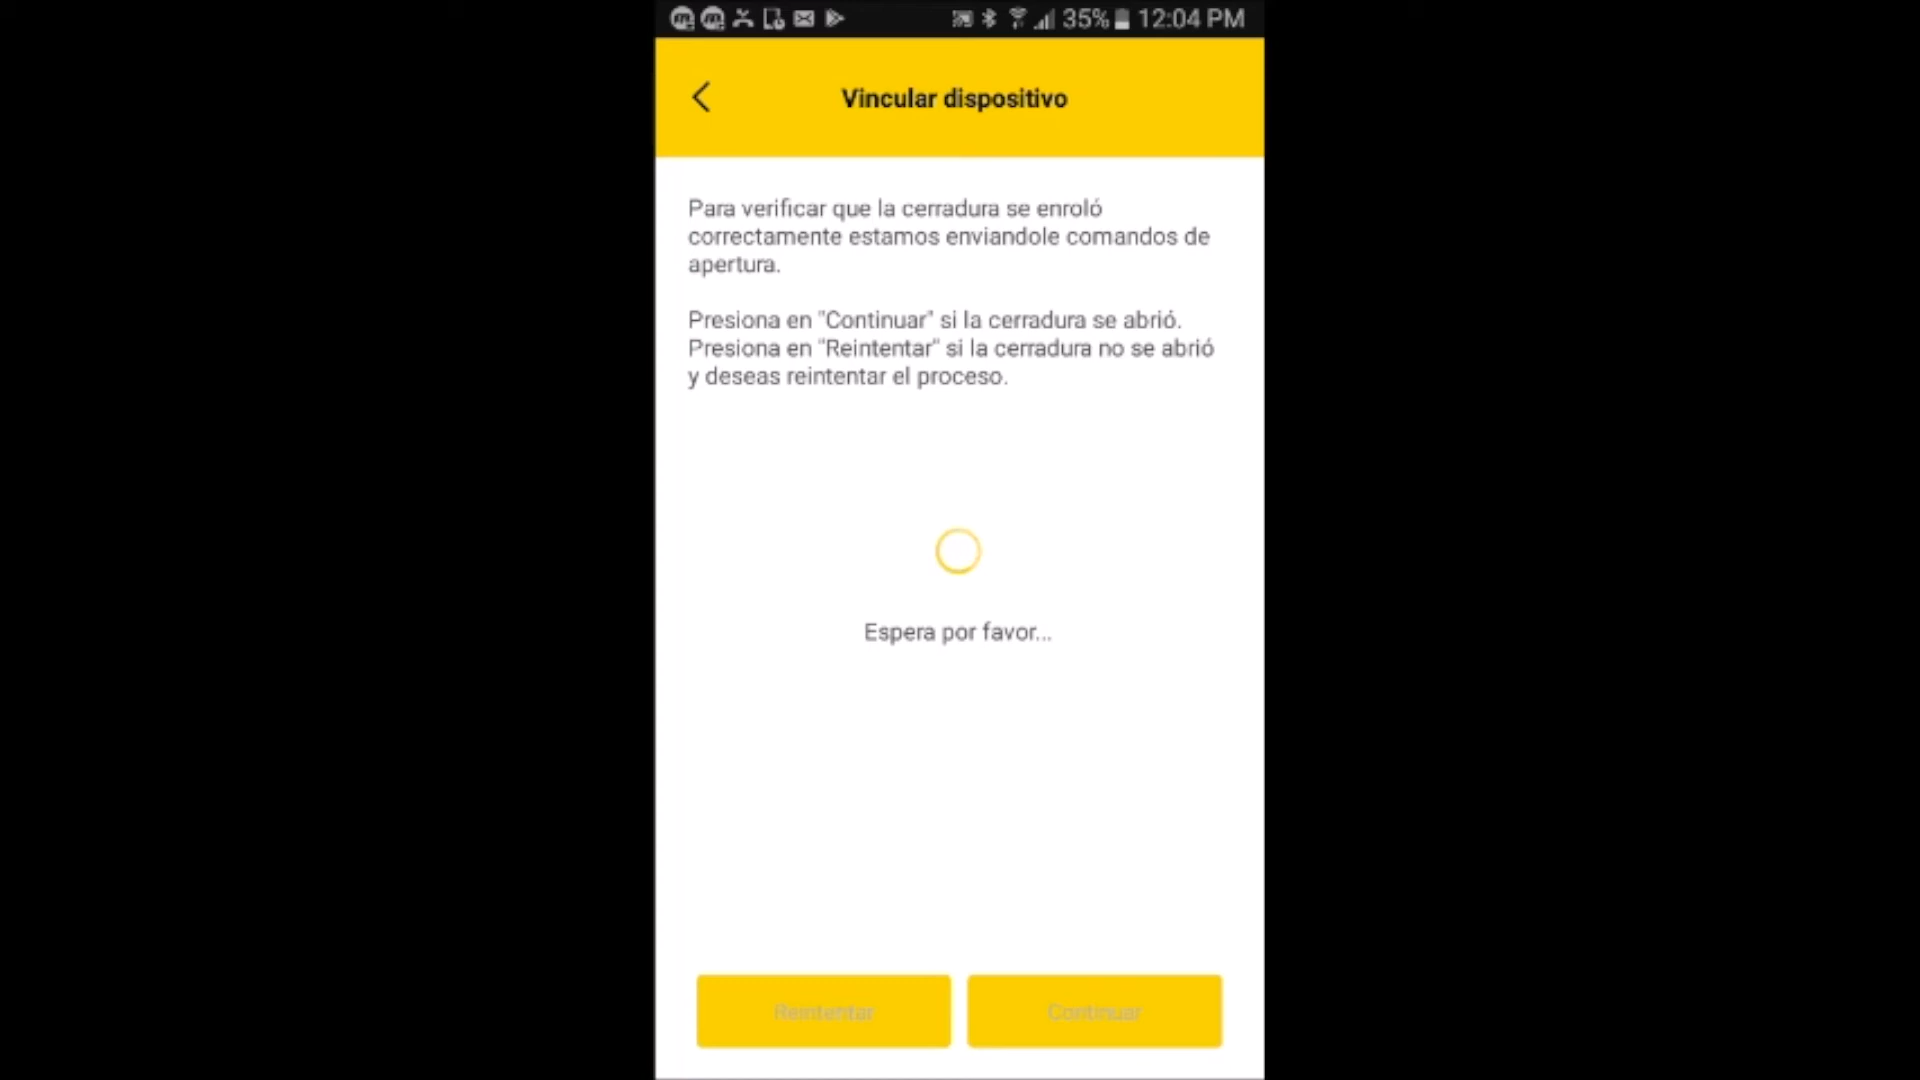 35% 12:04 PM
Vincular dispositivo
Para verificar que la cerradura se enroló
correctamente estamos enviandole comandos de
apertura.
Presiona en "Continuar" si la cerradura se abrió.
Presiona en "Reintentar" si la cerradura no se abrió
y deseas reintentar el proceso.
Espera por favor...
Reintentar Continuar